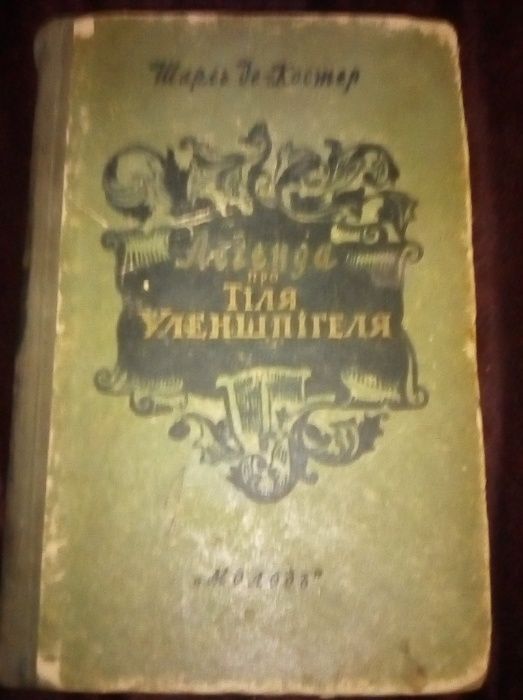 Шарль де Костер
Легенда
про
ТІЛЯ
УЛЕНШПІГЕЛЯ
„Молодь"